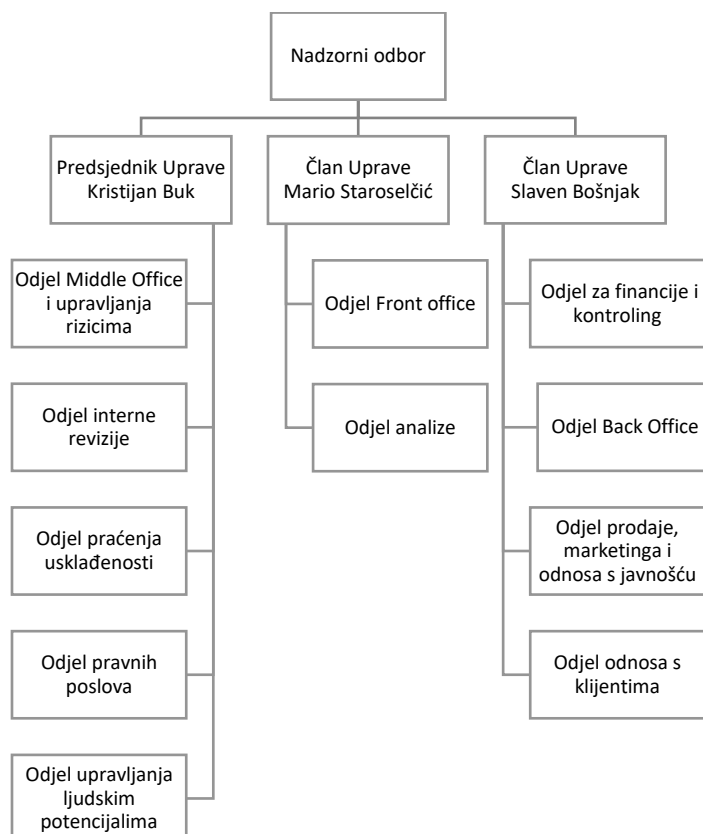 Nadzorni odbor
Predsjednik Uprave
Kristijan Buk
Član Uprave
Mario Staroselčić
Član Uprave
Slaven Bošnjak
Odjel Middle Office
i upravljanja
rizicima
Odjel interne
revizije
Odjel praćenja
usklađenosti
Odjel pravnih
poslova
Odjel upravljanja
ljudskim
potencijalima
Odjel Front office
Odjel analize
Odjel za financije i
kontroling
Odjel Back Office
Odjel prodaje,
marketinga i
odnosa s javnošću
Odjel odnosa s
klijentima